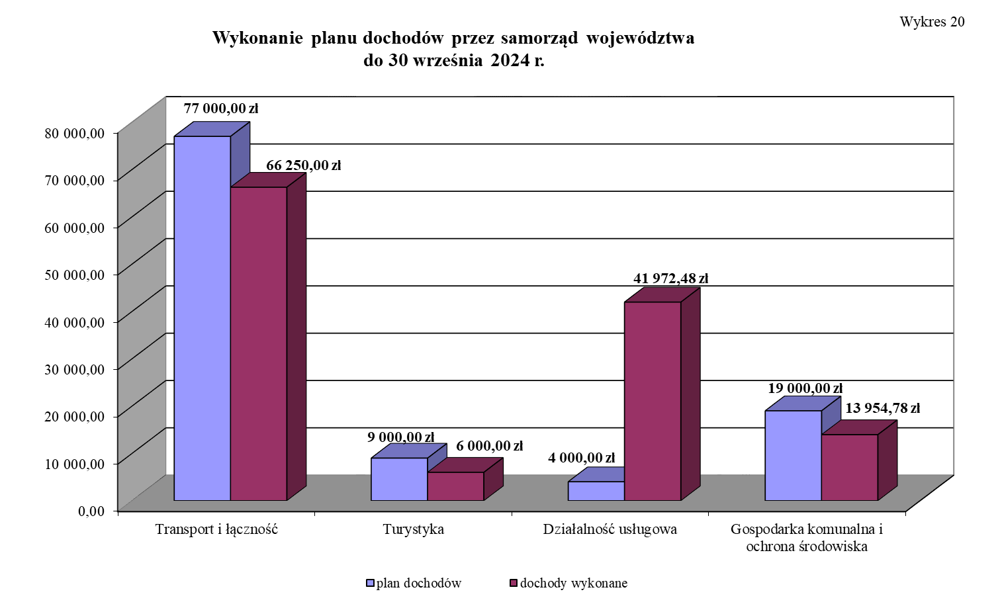 Wykres 20
Wykonanie planu dochodów przez samorząd województwa
do 30 września 2024 r.
77 000,00 zł
66 250,00 zł
41 972,48 zł
19 000,00 zł
13 954,78 zł
9 000,00 zł
6 000,00 zł
4 000,00 zł
80 000,00
70 000,00
60 000,00
50 000,00
40 000,00
30 000,00
20 000,00
10 000,00
0,00
Transport i łączność
Turystyka
Działalność usługowa
Gospodarka komunalna i
ochrona środowiska
plan dochodów
dochody wykonane